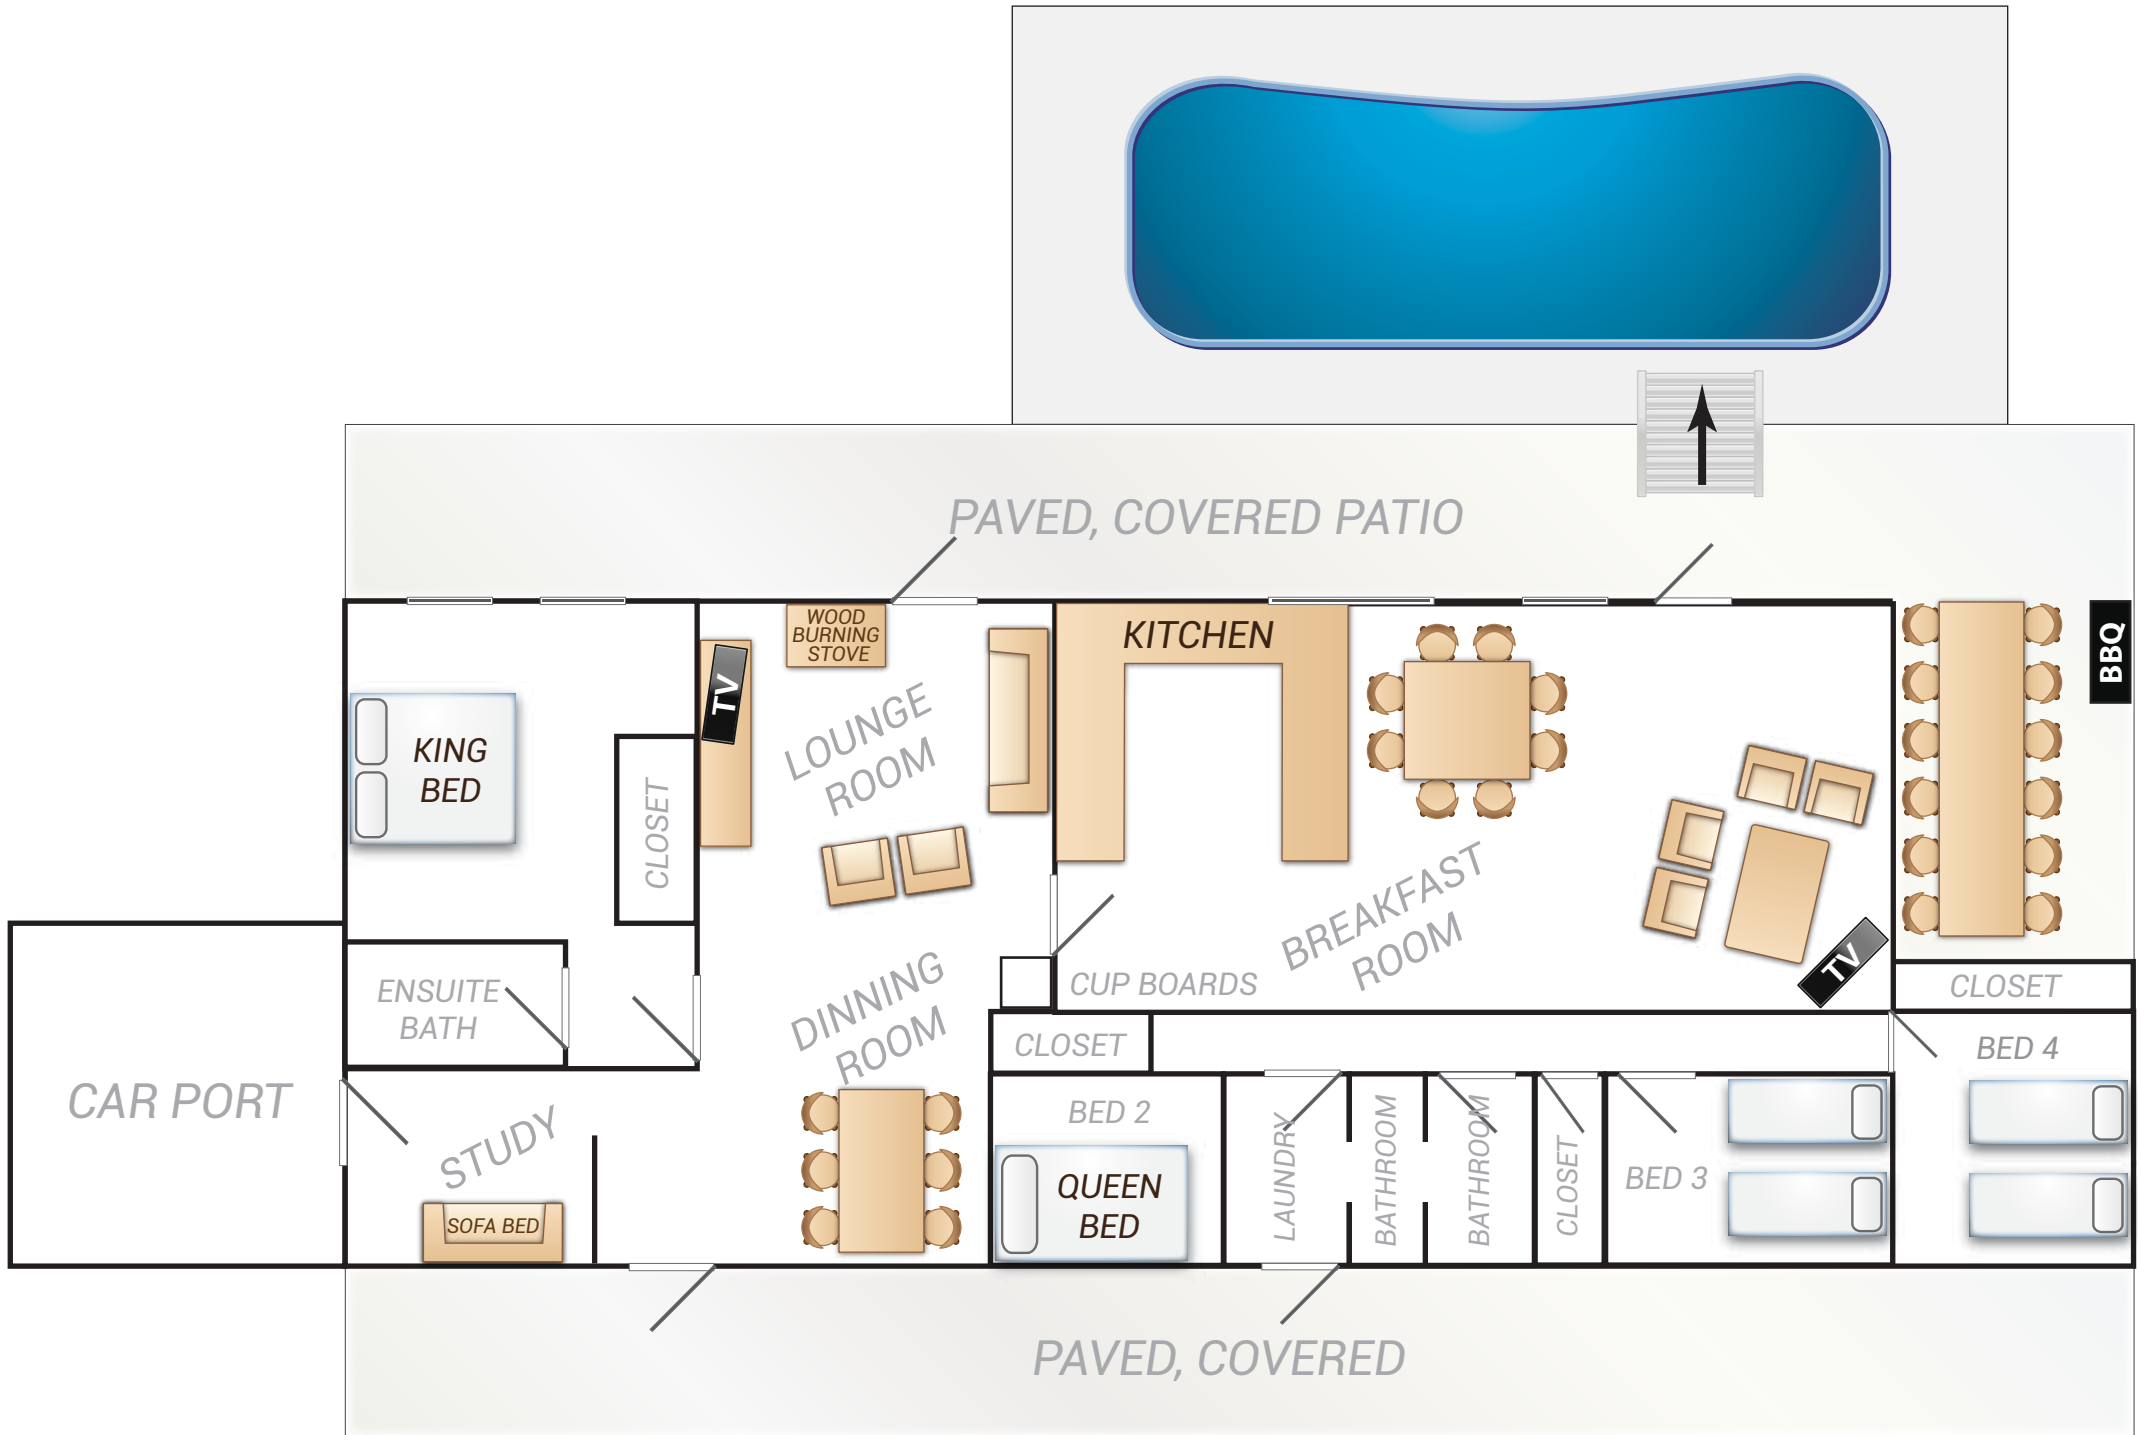 PAVED, COVERED PATIO
WOOD
BURNING
STOVE
KITCHEN
BBQ
TV
KING
BED
LOUNGE
ROOM
CLOSET
BREAKFAST
ROOM
TV
ENSUITE
BATH
DINNING
ROOM
CUP BOARDS
CLOSET
CLOSET
BED 4
CAR PORT
STUDY
BED 2
LAUNDRY
BATHROOM
BATHROOM
CLOSET
BED 3
SOFA BED
QUEEN
BED
PAVED, COVERED